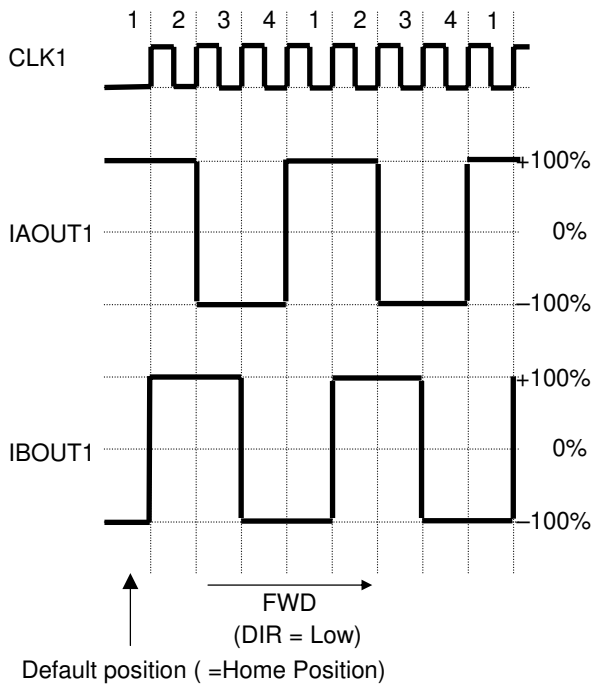 1 2 3 4 1 2 3 4 1
CLK1
+100%
IAOUT1
0%
–100%
+100%
IBOUT1
0%
–100%
FWD
(DIR = Low)
Default position ( =Home Position)